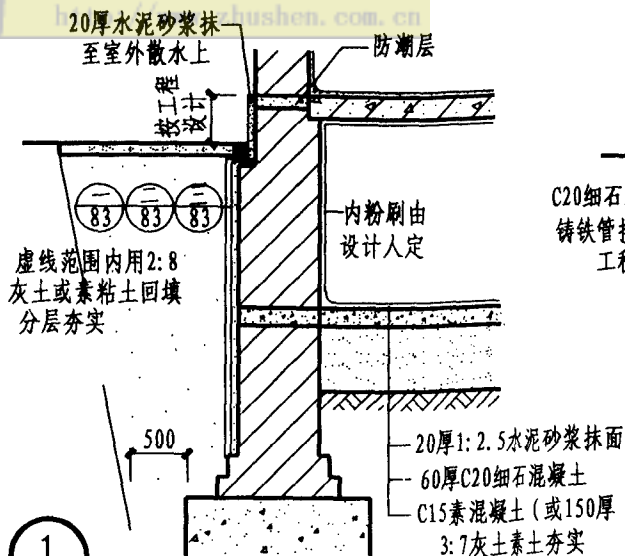 20厚水泥砂浆抹
至室外散水上
防潮层
按工程
设计
一 二 三
83 83 83
内粉刷由
设计人定
C20细石
铸铁管
工程
虚线范围内用2:8
灰土或素粘土回填
分层夯实
500
20厚1:2.5水泥砂浆抹面
60厚C20细石混凝土
C15素混凝土(或150厚
3:7灰土素土夯实
1